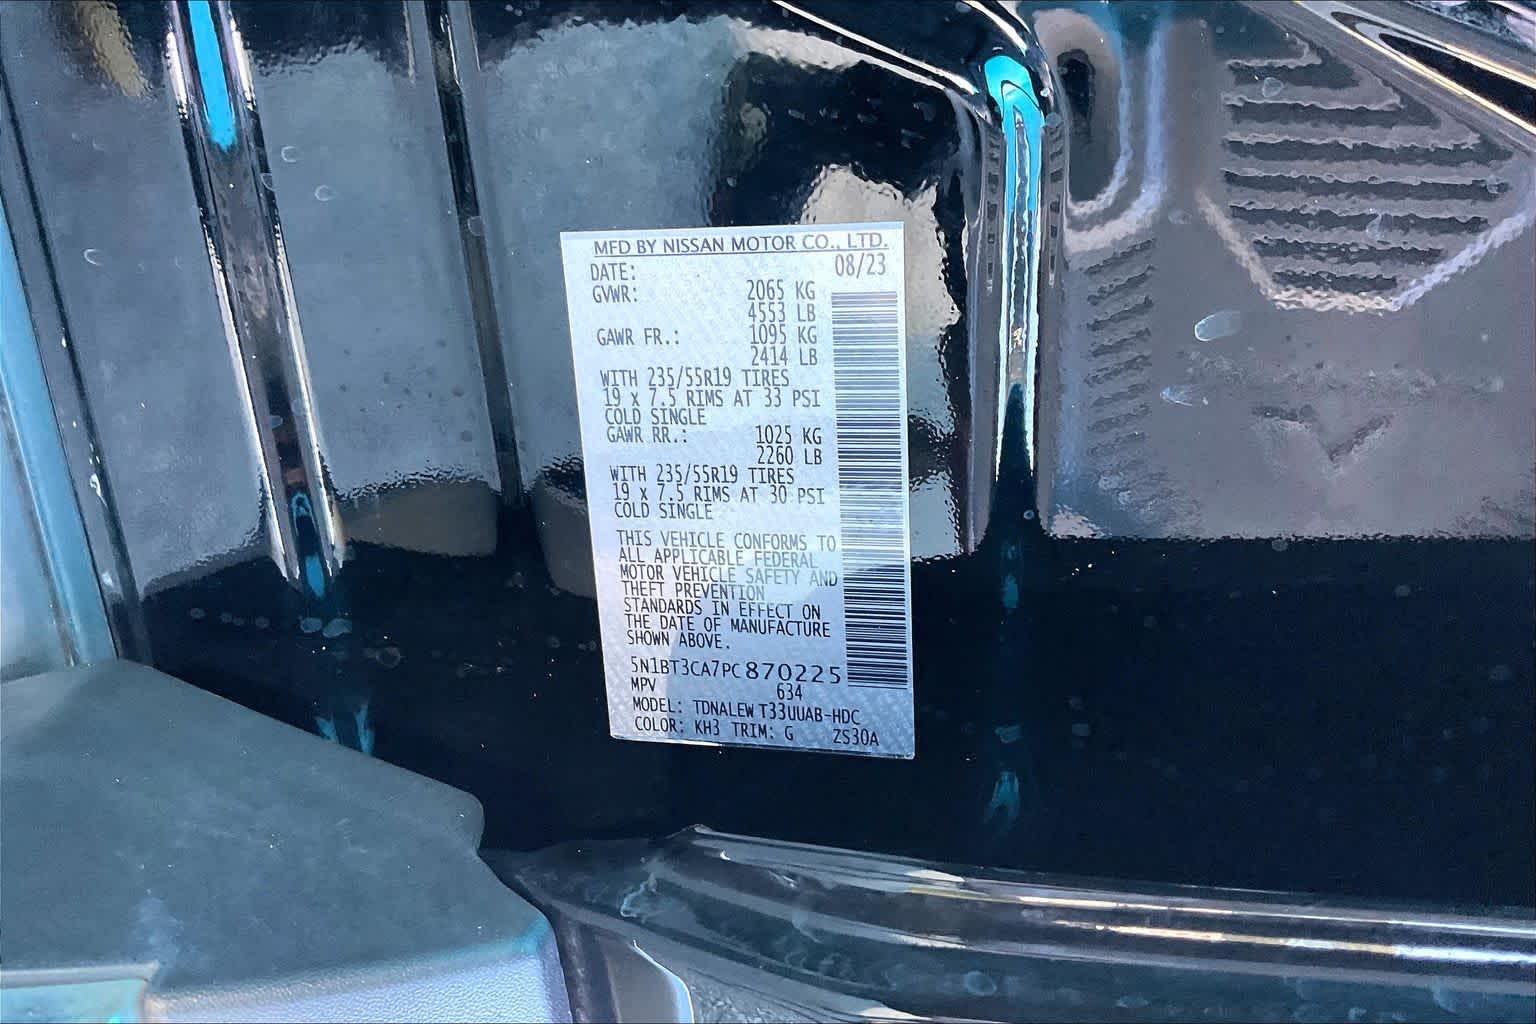 MFD BY NISSAN MOTOR CO., LTD.
DATE: 08/23
GVWR: 2065 KG
4553 LB
GAWR FR.: 1095 KG
2414 LB
WITH 235/55R19 TIRES
19 x 7.5 RIMS AT 33 PSI
COLD SINGLE
GAWR RR.: 1025 KG
2260 LB
WITH 235/55R19 TIRES
19 x 7.5 RIMS AT 30 PSI
COLD SINGLE
THIS VEHICLE CONFORMS TO
ALL APPLICABLE FEDERAL
MOTOR VEHICLE SAFETY AND
THEFT PREVENTION
STANDARDS IN EFFECT ON
THE DATE OF MANUFACTURE
SHOWN ABOVE.
5N1BT3CA7PC870225
MPV 634
MODEL: TDNALEWT33UUAB-HDC
COLOR: KH3 TRIM: G ZS30A